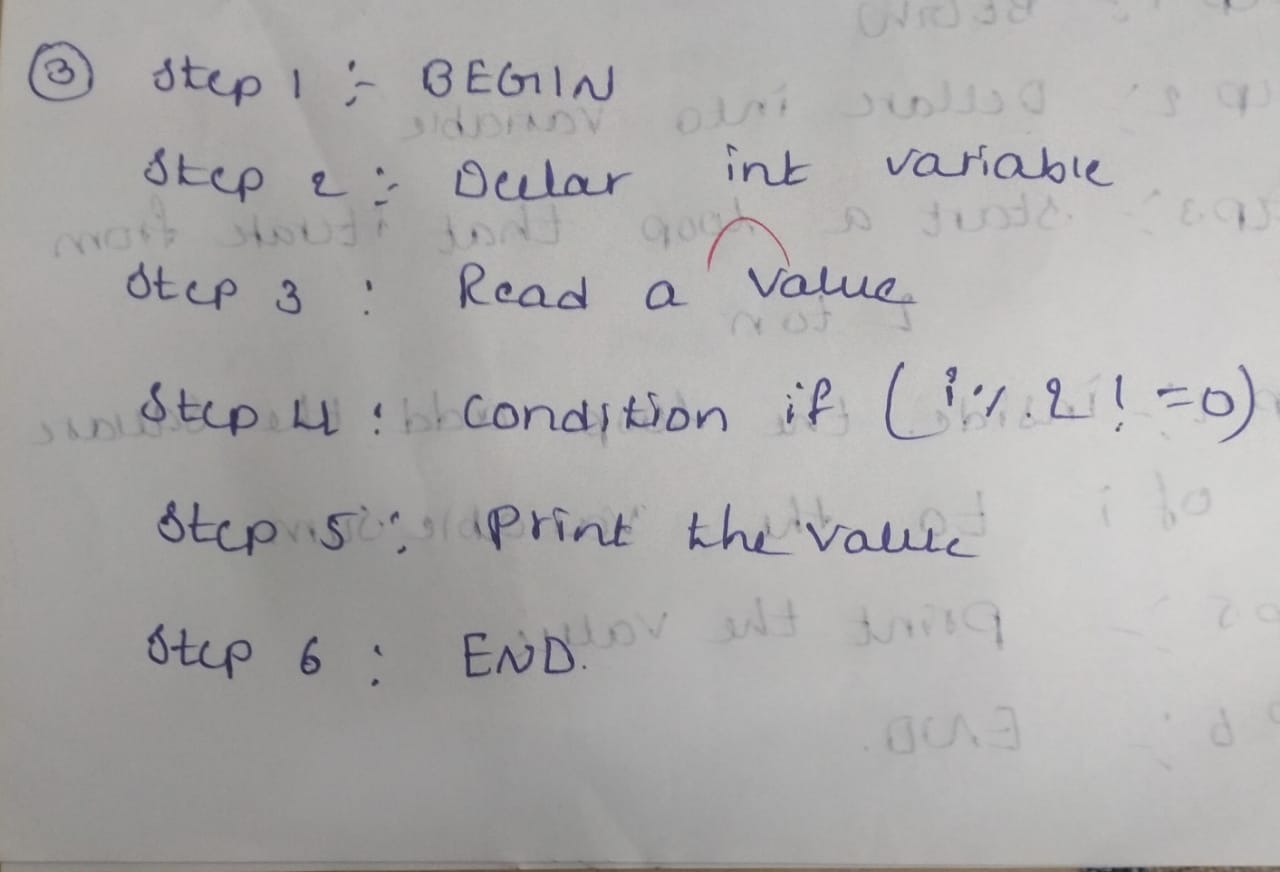 ③ Step 1 :- BEGIN
Step 2 :- Declar int variable
Step 3 : Read a value
Step 4 : condition if ( i % 2 ! = 0)
Step 5 : print the value
Step 6 : END.